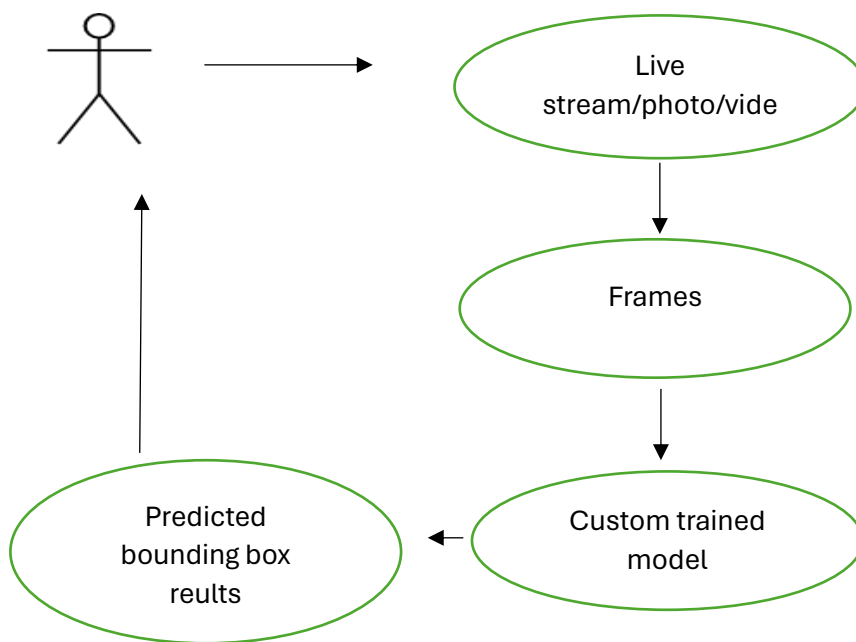 Live
stream/photo/vide
Frames
Custom trained
model
Predicted
bounding box
reults